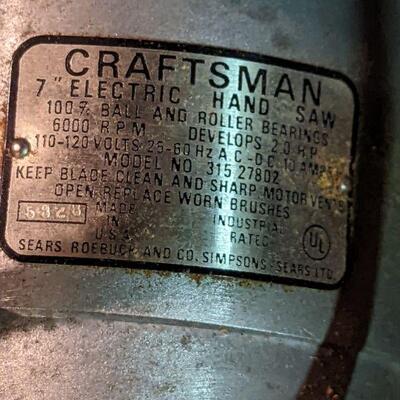 CRAFTSMAN
7" ELECTRIC HAND SAW
100% BALL AND ROLLER BEARINGS
6000 R.P.M. DEVELOPS 2.0 H.P.
110-120 VOLTS 25-60 Hz A.C.-D.C. 10 AMPS
MODEL NO. 315.27802
KEEP BLADE CLEAN AND SHARP MOTOR VENTS
OPEN, REPLACE WORN BRUSHES
MADE
IN
U.S.A.
INDUSTRIAL
RATED
UL
SEARS, ROEBUCK AND CO. SIMPSONS-SEARS LTD.